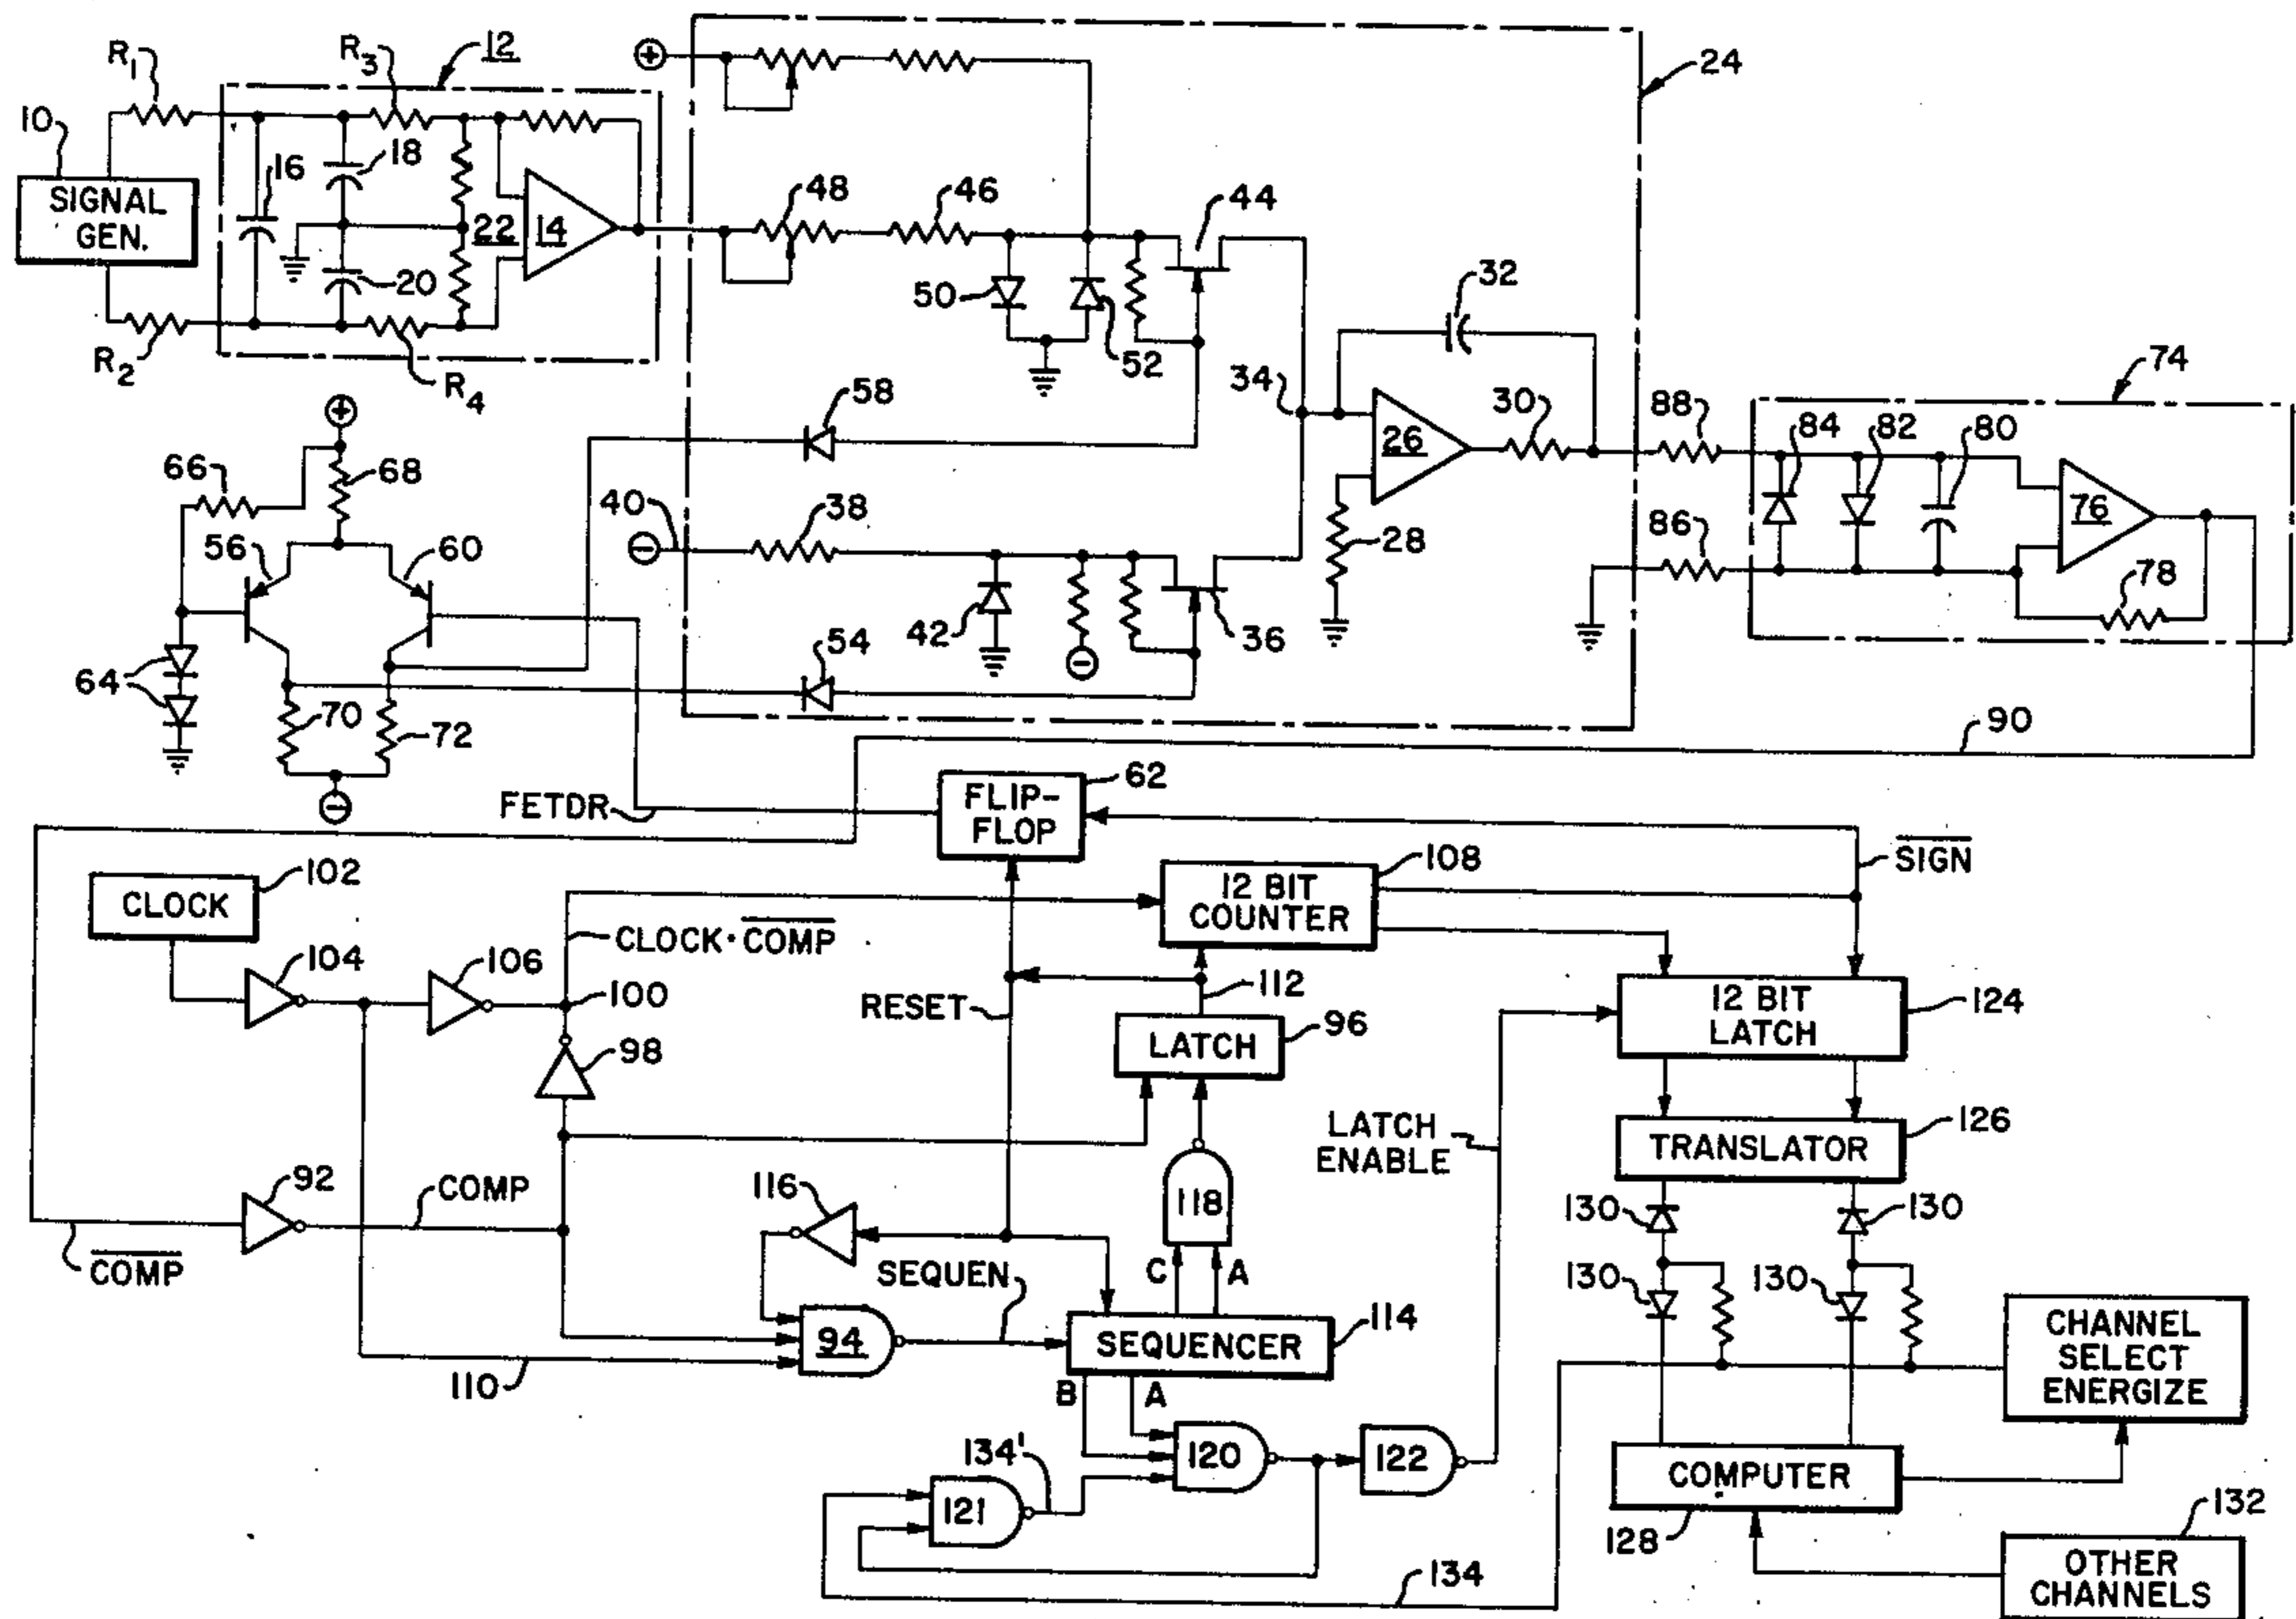 R1
R3
12
10
SIGNAL
GEN.
16
18
22
14
20
R2
R4
48
46
44
50
52
24
32
34
26
30
28
58
40
38
42
36
54
74
88
84
82
80
76
86
78
66
68
56
60
64
70
72
90
FETDR
62
FLIP-
FLOP
SIGN
108
12 BIT
COUNTER
102
CLOCK
104
106
CLOCK·COMP
100
98
RESET
112
96
LATCH
124
12 BIT
LATCH
LATCH
ENABLE
126
TRANSLATOR
92
COMP
COMP
116
118
C
A
SEQUEN
94
110
SEQUENCER
114
B
A
130
130
130
130
CHANNEL
SELECT
ENERGIZE
134'
120
122
121
COMPUTER
128
132
OTHER
CHANNELS
134